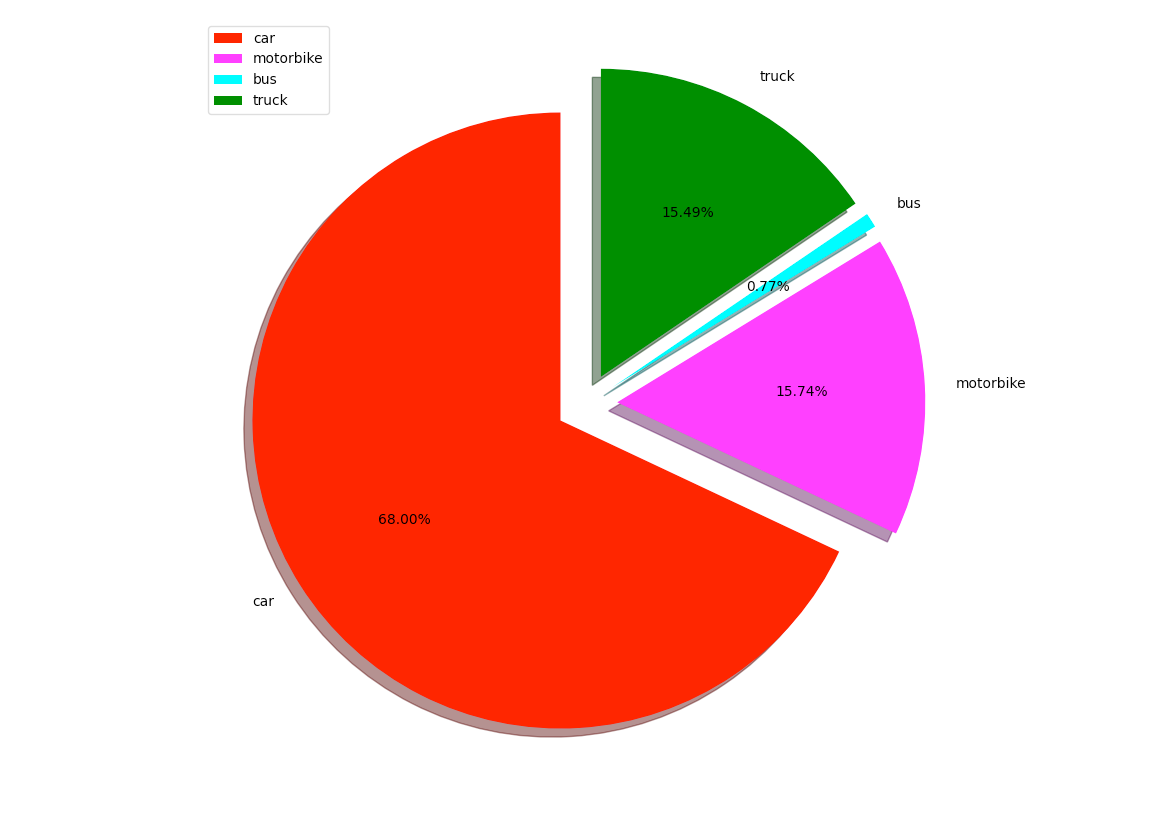 car
motorbike
bus
truck
truck
15.49%
bus
0.77%
motorbike
15.74%
68.00%
car